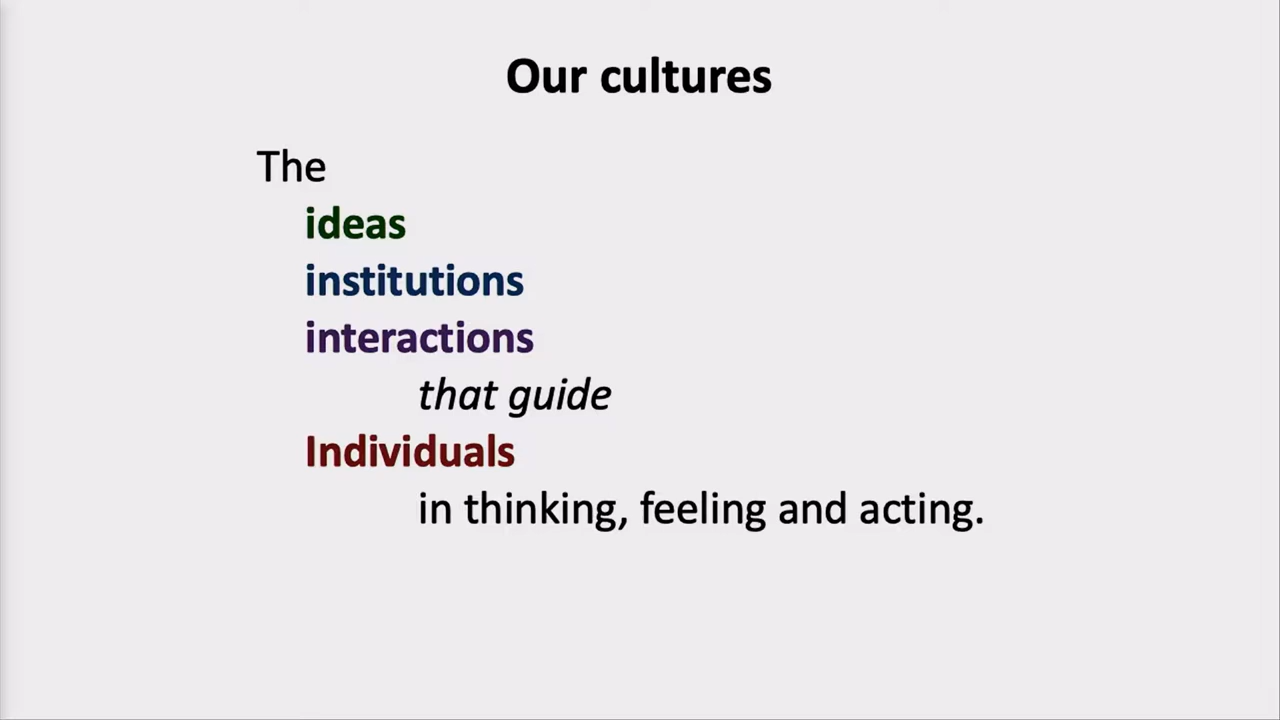 Our cultures
The
ideas
institutions
interactions
that guide
Individuals
in thinking, feeling and acting.